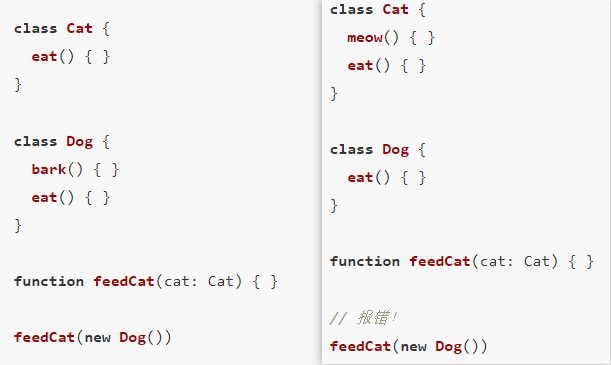 class Cat {
  eat() { }
}
class Dog {
  bark() { }
  eat() { }
}
function feedCat(cat: Cat) { }
feedCat(new Dog())
class Cat {
  meow() { }
  eat() { }
}
class Dog {
  eat() { }
}
function feedCat(cat: Cat) { }
// 报错！
feedCat(new Dog())